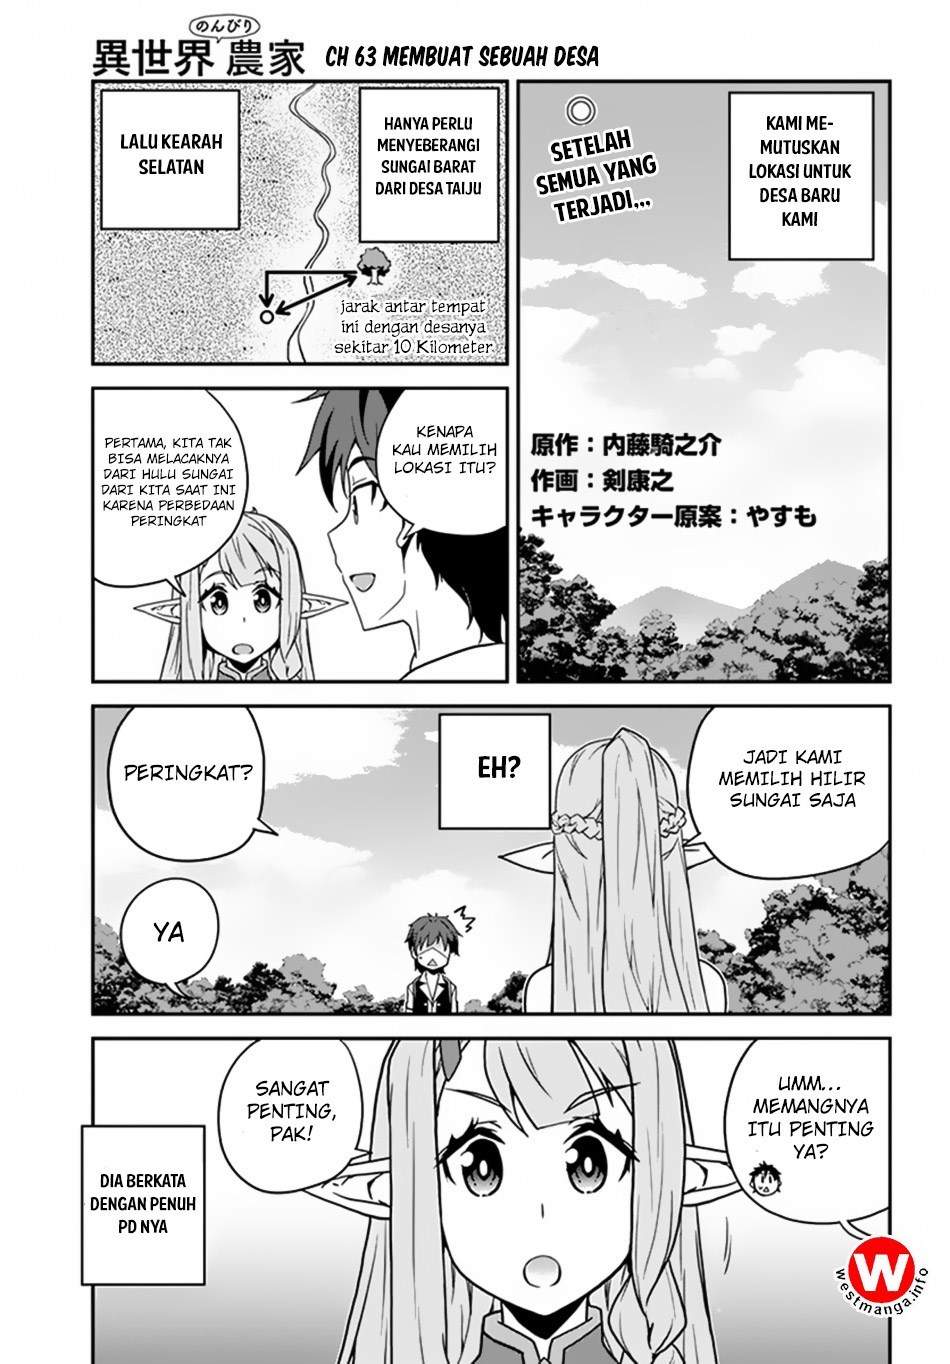 のんびり
異世界 農家
CH 63 MEMBUAT SEBUAH DESA
KAMI ME-
MUTUSKAN
LOKASI UNTUK
DESA BARU
KAMI
SETELAH
SEMUA YANG
TERJADI...
原作：内藤騎之介
作画：剣康之
キャラクター原案：やすも
HANYA PERLU
MENYEBERANGI
SUNGAI BARAT
DARI DESA TAIJU
LALU KEARAH
SELATAN
jarak antar tempat
ini dengan desanya
sekitar 10 Kilometer
KENAPA
KAU MEMILIH
LOKASI ITU?
PERTAMA, KITA TAK
BISA MELACAKNYA
DARI HULU SUNGAI
DARI KITA SAAT INI
KARENA PERBEDAAN
PERINGKAT
JADI KAMI
MEMILIH HILIR
SUNGAI SAJA
EH?
PERINGKAT?
YA
UMM...
MEMANGNYA
ITU PENTING
YA?
SANGAT
PENTING,
PAK!
DIA BERKATA
DENGAN PENUH
PD NYA
W
westmanga.info